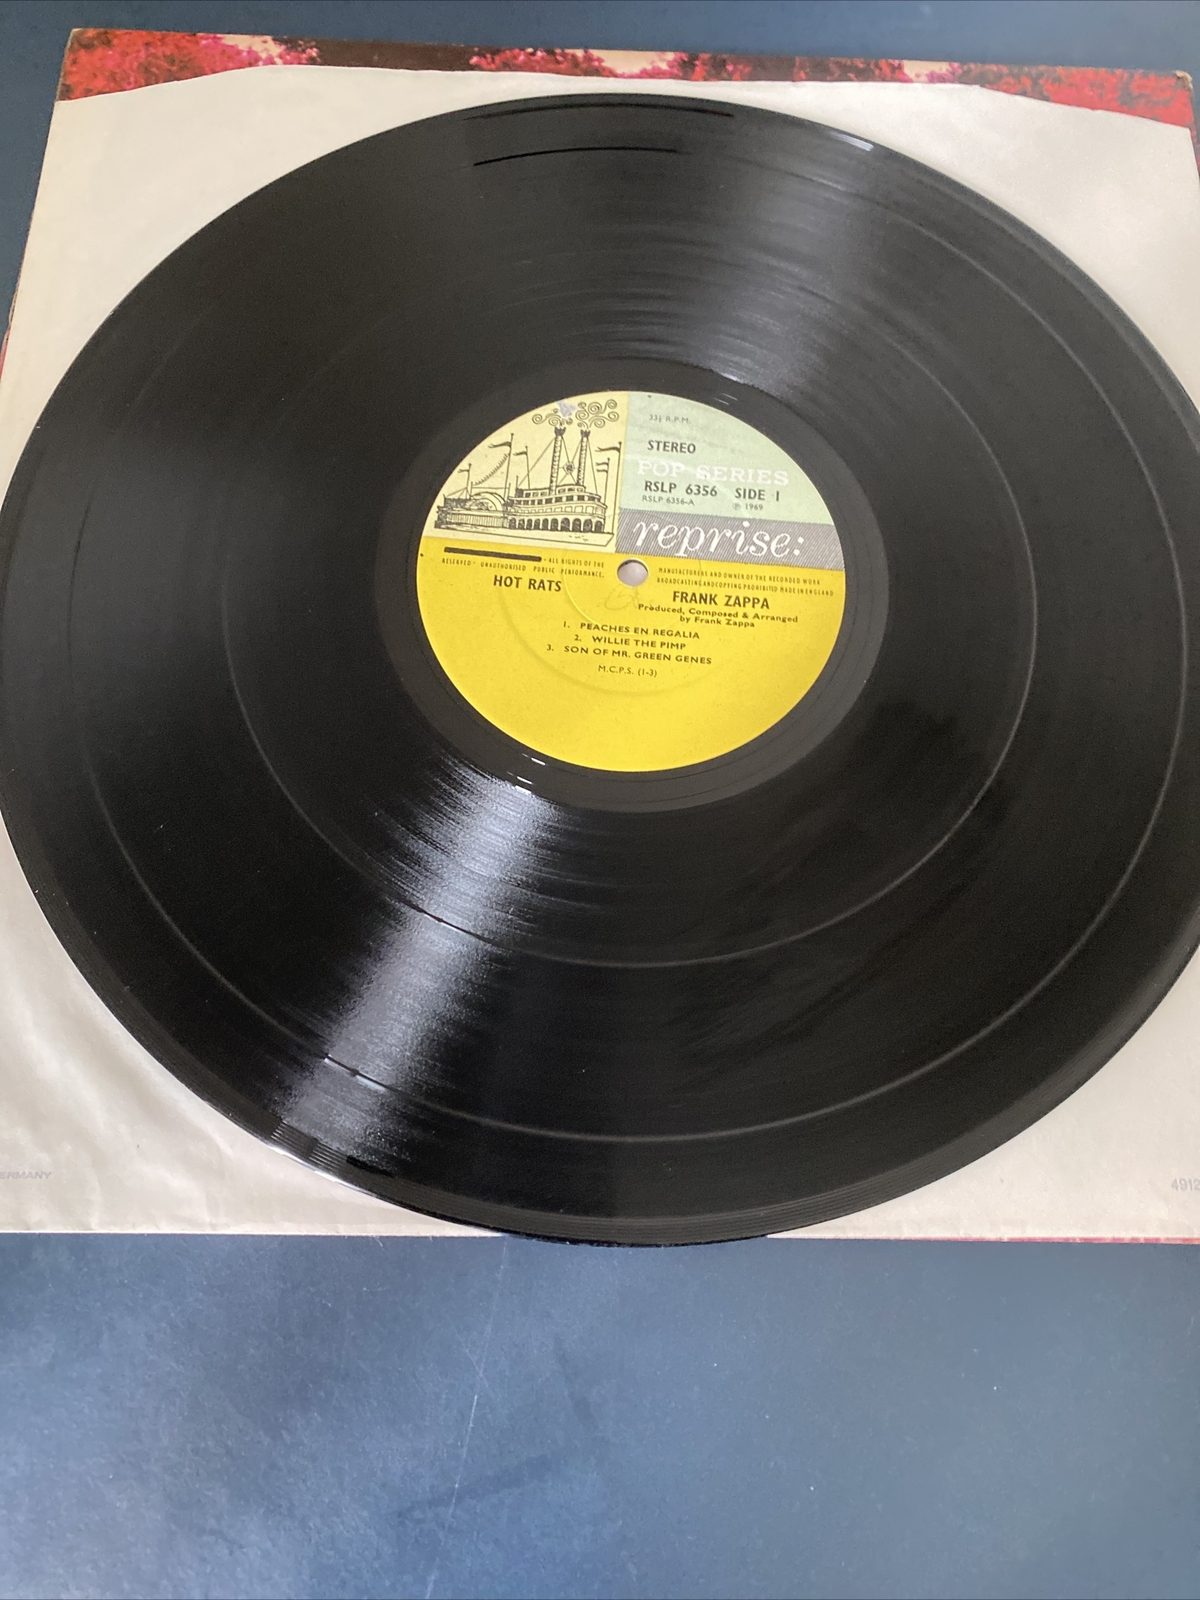 33⅓ R.P.M.
STEREO
POP SERIES
RSLP 6356 SIDE 1
RSLP 6356-A ℗ 1969
reprise:
• ALL RIGHTS OF THE MANUFACTURERS AND OWNER OF THE RECORDED WORK
RESERVED • UNAUTHORISED PUBLIC PERFORMANCE, BROADCASTING AND COPYING PROHIBITED MADE IN ENGLAND
HOT RATS
FRANK ZAPPA
Produced, Composed & Arranged
by Frank Zappa
1. PEACHES EN REGALIA
2. WILLIE THE PIMP
3. SON OF MR. GREEN GENES
M.C.P.S. (1-3)
ERMANY
4912